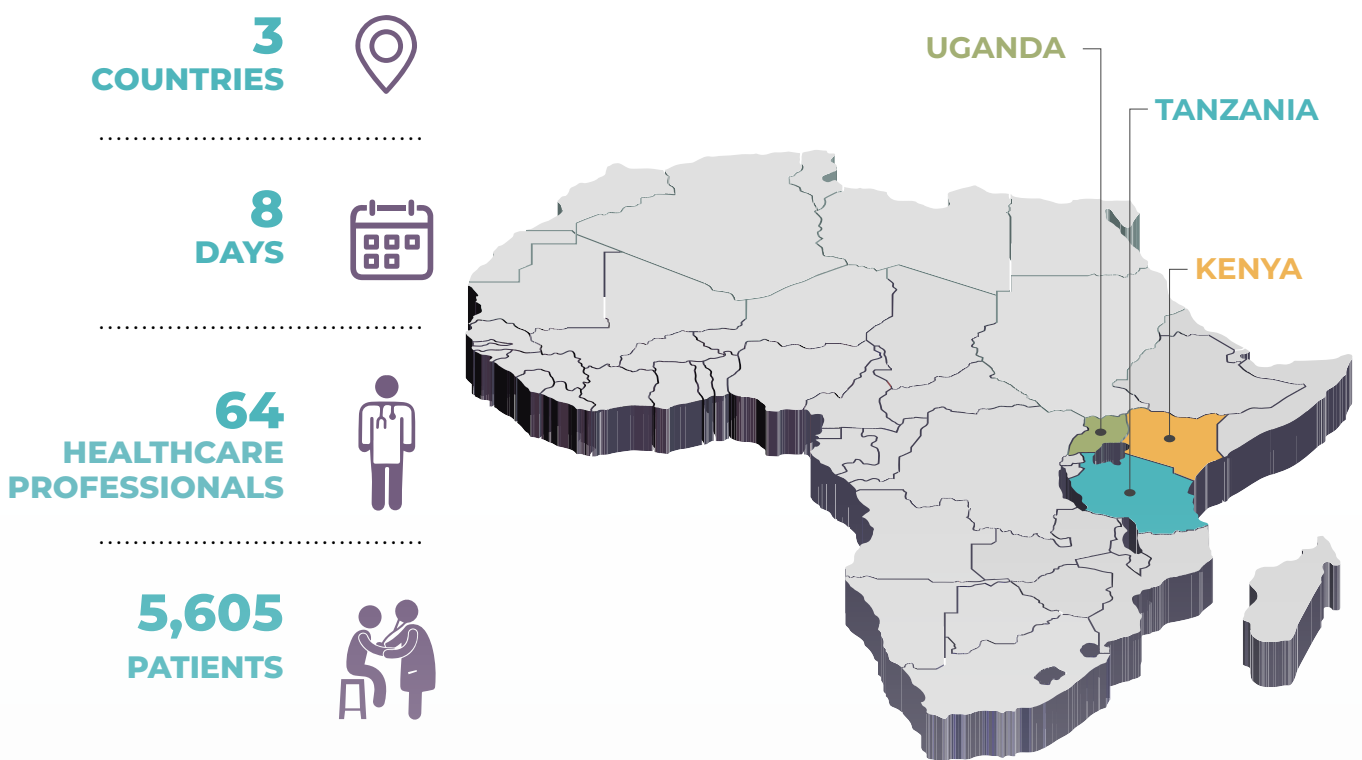 3
COUNTRIES
8
DAYS
64
HEALTHCARE
PROFESSIONALS
5,605
PATIENTS
UGANDA
TANZANIA
KENYA